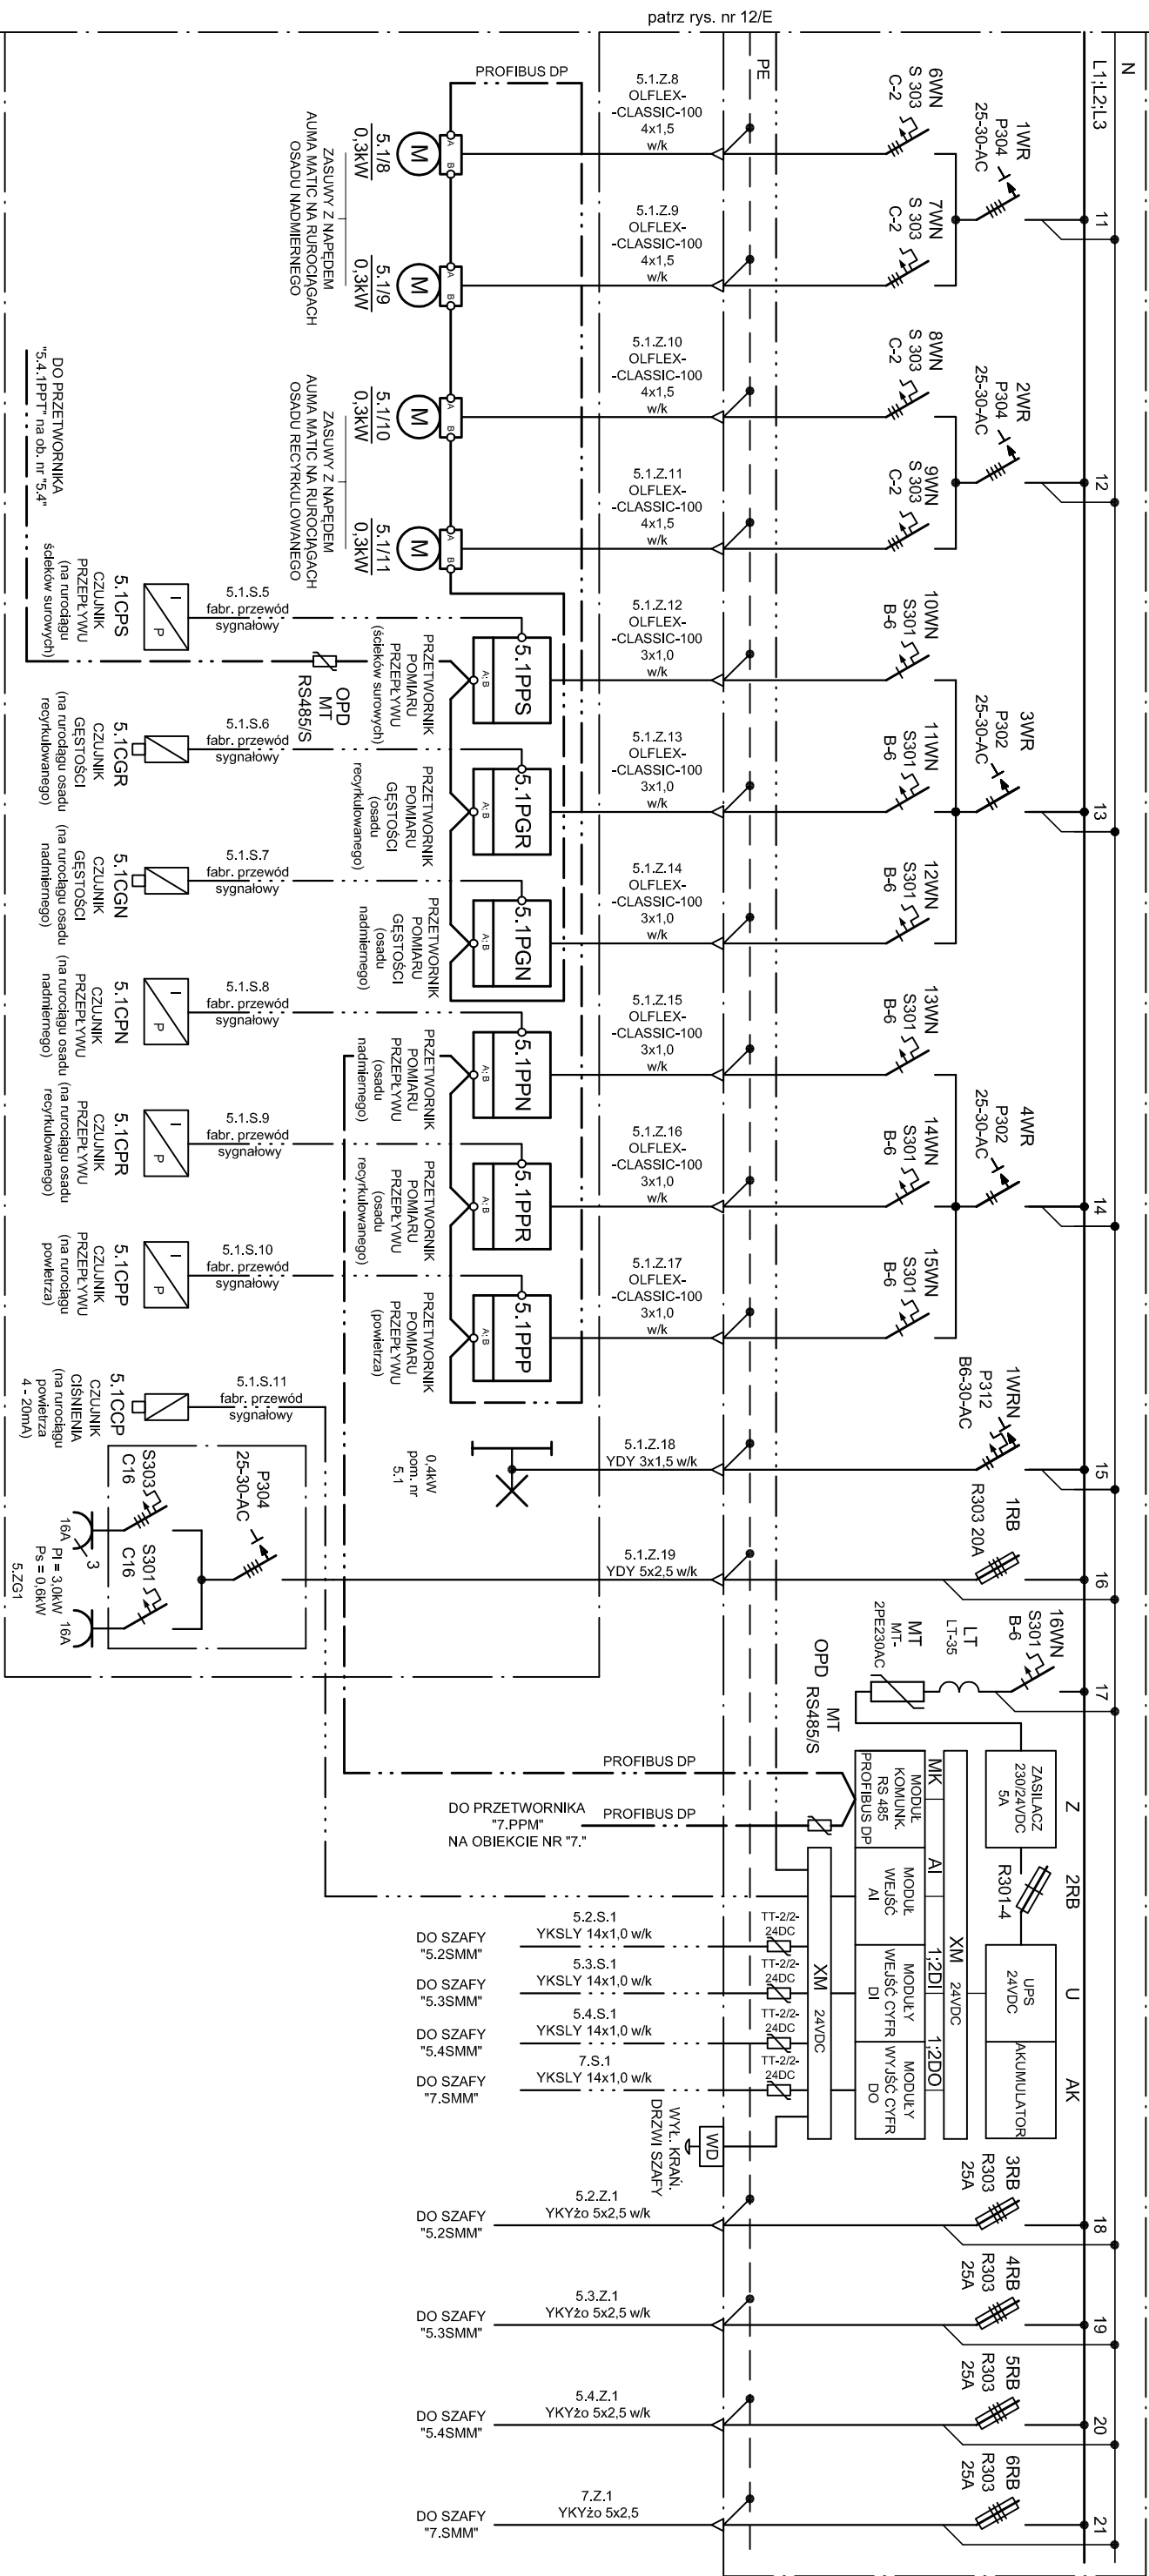 patrz rys. nr 12/E
N
L1;L2;L3
PE
PROFIBUS DP
11
12
13
14
15
16
17
18
19
20
21
1WR
P304
25-30-AC
2WR
P304
25-30-AC
3WR
P302
25-30-AC
4WR
P302
25-30-AC
1WRN
P312
B6-30-AC
1RB
R303 20A
16WN
S301
B-6
LT
LT-35
MT
MT-
2PE230AC
6WN
S 303
C-2
7WN
S 303
C-2
8WN
S 303
C-2
9WN
S 303
C-2
10WN
S301
B-6
11WN
S301
B-6
12WN
S301
B-6
13WN
S301
B-6
14WN
S301
B-6
15WN
S301
B-6
Z
ZASILACZ
230/24VDC
5A
2RB
R301-4
U
UPS
24VDC
AK
AKUMULATOR
XM 24VDC
MK
AI
1;2DI
1;2DO
MODUŁ
KOMUNK.
RS 485
PROFIBUS DP
MODUŁ
WEJŚĆ
AI
MODUŁY
WEJŚĆ CYFR
DI
MODUŁY
WYJŚĆ CYFR
DO
XM 24VDC
OPD
MT
RS485/S
TT-2/2-
24DC
TT-2/2-
24DC
TT-2/2-
24DC
TT-2/2-
24DC
WD
WYŁ. KRAŃ.
DRZWI SZAFY
3RB
R303
25A
4RB
R303
25A
5RB
R303
25A
6RB
R303
25A
5.1.Z.8
OLFLEX-
-CLASSIC-100
4x1,5
w/k
5.1.Z.9
OLFLEX-
-CLASSIC-100
4x1,5
w/k
5.1.Z.10
OLFLEX-
-CLASSIC-100
4x1,5
w/k
5.1.Z.11
OLFLEX-
-CLASSIC-100
4x1,5
w/k
5.1.Z.12
OLFLEX-
-CLASSIC-100
3x1,0
w/k
5.1.Z.13
OLFLEX-
-CLASSIC-100
3x1,0
w/k
5.1.Z.14
OLFLEX-
-CLASSIC-100
3x1,0
w/k
5.1.Z.15
OLFLEX-
-CLASSIC-100
3x1,0
w/k
5.1.Z.16
OLFLEX-
-CLASSIC-100
3x1,0
w/k
5.1.Z.17
OLFLEX-
-CLASSIC-100
3x1,0
w/k
5.1.Z.18
YDY 3x1,5 w/k
5.1.Z.19
YDY 5x2,5 w/k
PROFIBUS DP
PROFIBUS DP
DO PRZETWORNIKA
"7.PPM"
NA OBIEKCIE NR "7."
5.2.S.1
YKSLY 14x1,0 w/k
DO SZAFY
"5.2SMM"
5.3.S.1
YKSLY 14x1,0 w/k
DO SZAFY
"5.3SMM"
5.4.S.1
YKSLY 14x1,0 w/k
DO SZAFY
"5.4SMM"
7.S.1
YKSLY 14x1,0 w/k
DO SZAFY
"7.SMM"
5.2.Z.1
YKYżo 5x2,5 w/k
DO SZAFY
"5.2SMM"
5.3.Z.1
YKYżo 5x2,5 w/k
DO SZAFY
"5.3SMM"
5.4.Z.1
YKYżo 5x2,5 w/k
DO SZAFY
"5.4SMM"
7.Z.1
YKYżo 5x2,5
DO SZAFY
"7.SMM"
A B
M
5.1/8
0,3kW
A B
M
5.1/9
0,3kW
ZASUWY Z NAPĘDEM
AUMA MATIC NA RUROCIĄGACH
OSADU NADMIERNEGO
A B
M
5.1/10
0,3kW
A B
M
5.1/11
0,3kW
ZASUWY Z NAPĘDEM
AUMA MATIC NA RUROCIĄGACH
OSADU RECYRKULOWANEGO
DO PRZETWORNIKA
"5.4.1PPT" na ob. nr "5.4"
OPD
MT
RS485/S
5.1PPS
A;B
PRZETWORNIK
POMIARU
PRZEPŁYWU
(ścieków surowych)
5.1PGR
A;B
PRZETWORNIK
POMIARU
GĘSTOŚCI
(osadu
recyrkulowanego)
5.1PGN
A;B
PRZETWORNIK
POMIARU
GĘSTOŚCI
(osadu
nadmiernego)
5.1PPN
A;B
PRZETWORNIK
POMIARU
PRZEPŁYWU
(osadu
nadmiernego)
5.1PPR
A;B
PRZETWORNIK
POMIARU
PRZEPŁYWU
(osadu
recyrkulowanego)
5.1PPP
A;B
PRZETWORNIK
POMIARU
PRZEPŁYWU
(powietrza)
0,4kW
pom. nr
5.1
5.1.S.5
fabr. przewód
sygnałowy
I P
5.1CPS
CZUJNIK
PRZEPŁYWU
(na rurociągu
ścieków surowych)
5.1.S.6
fabr. przewód
sygnałowy
5.1CGR
CZUJNIK
GĘSTOŚCI
(na rurociągu osadu
recyrkulowanego)
5.1.S.7
fabr. przewód
sygnałowy
5.1CGN
CZUJNIK
GĘSTOŚCI
(na rurociągu osadu
nadmiernego)
5.1.S.8
fabr. przewód
sygnałowy
I P
5.1CPN
CZUJNIK
PRZEPŁYWU
(na rurociągu osadu
nadmiernego)
5.1.S.9
fabr. przewód
sygnałowy
I P
5.1CPR
CZUJNIK
PRZEPŁYWU
(na rurociągu osadu
recyrkulowanego)
5.1.S.10
fabr. przewód
sygnałowy
I P
5.1CPP
CZUJNIK
PRZEPŁYWU
(na rurociągu
powietrza)
5.1.S.11
fabr. przewód
sygnałowy
5.1CCP
CZUJNIK
CIŚNIENIA
(na rurociągu
powietrza
4 - 20mA)
P304
25-30-AC
S303
C16
S301
C16
16A
3
16A
Pi = 3,0kW
Ps = 0,6kW
5.ZG1